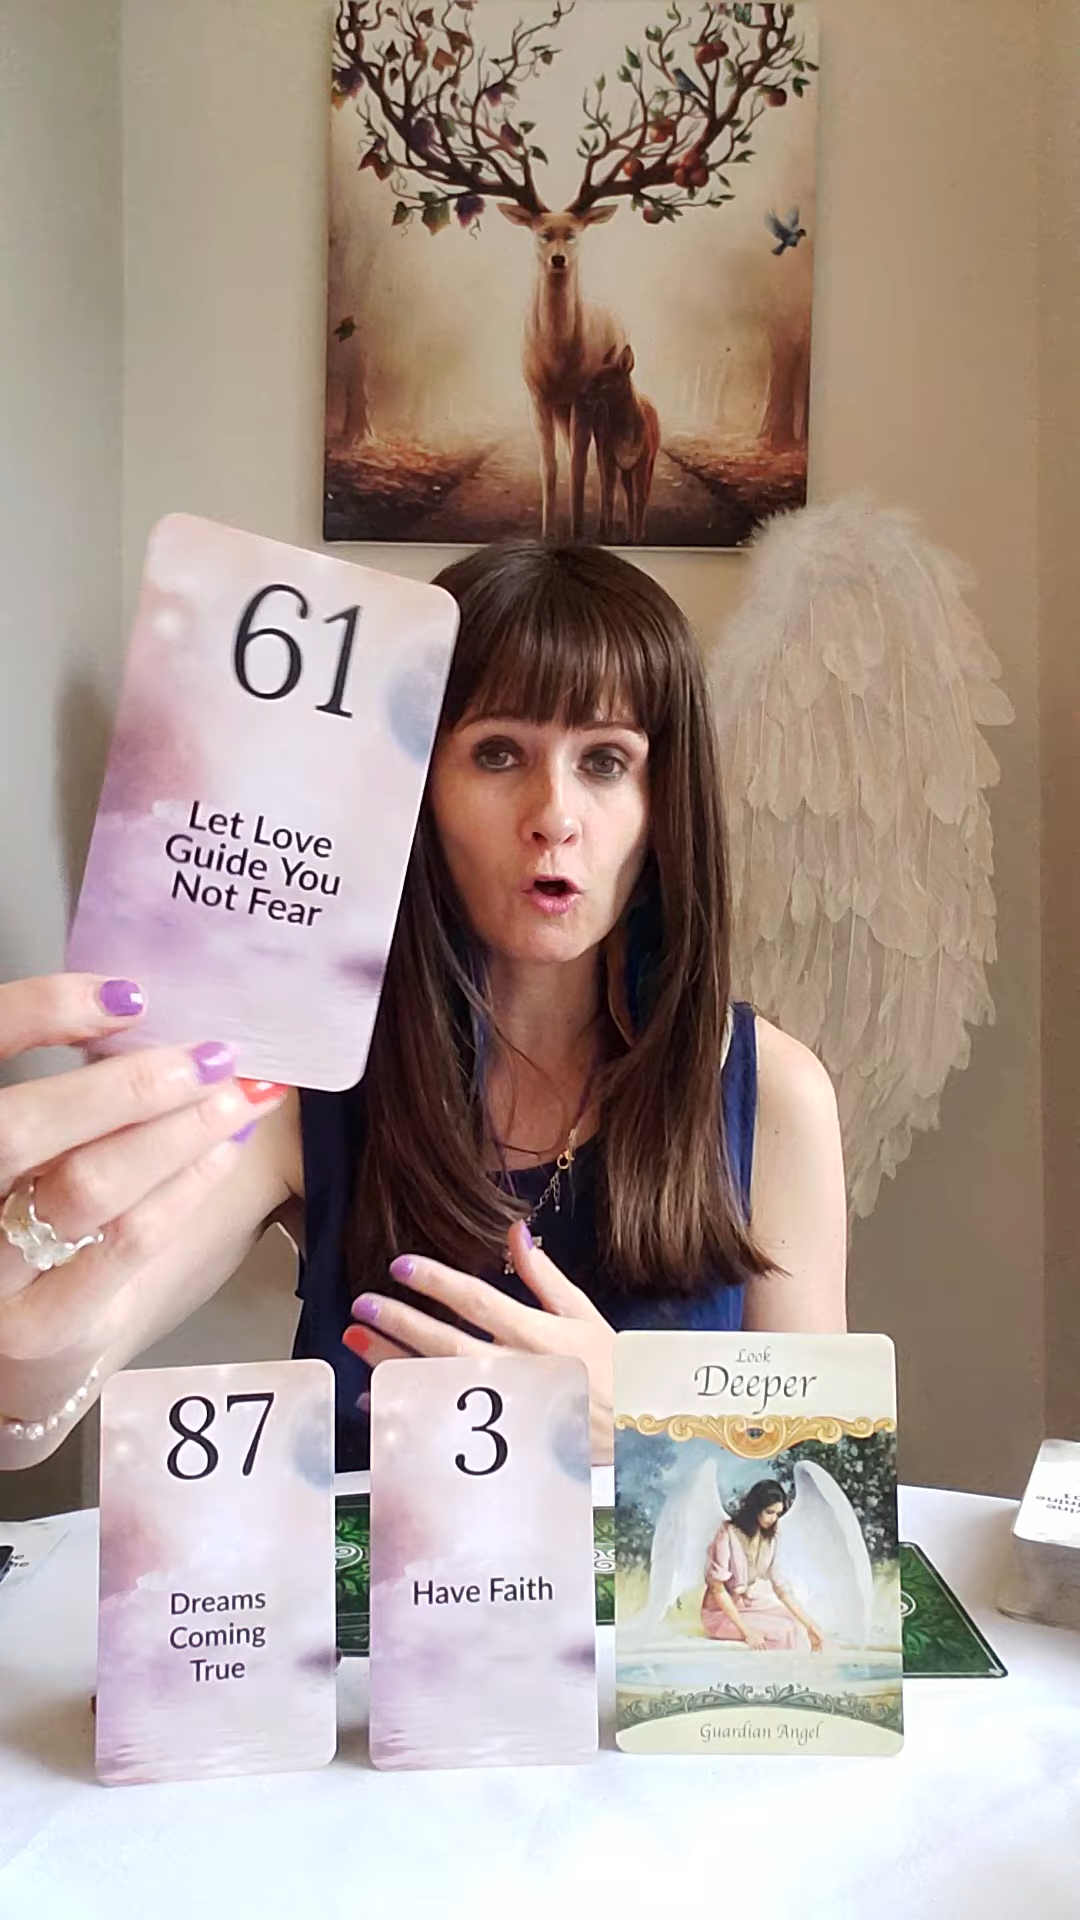 61
Let Love
Guide You
Not Fear
87
Dreams
Coming
True
3
Have Faith
Look
Deeper
Guardian Angel